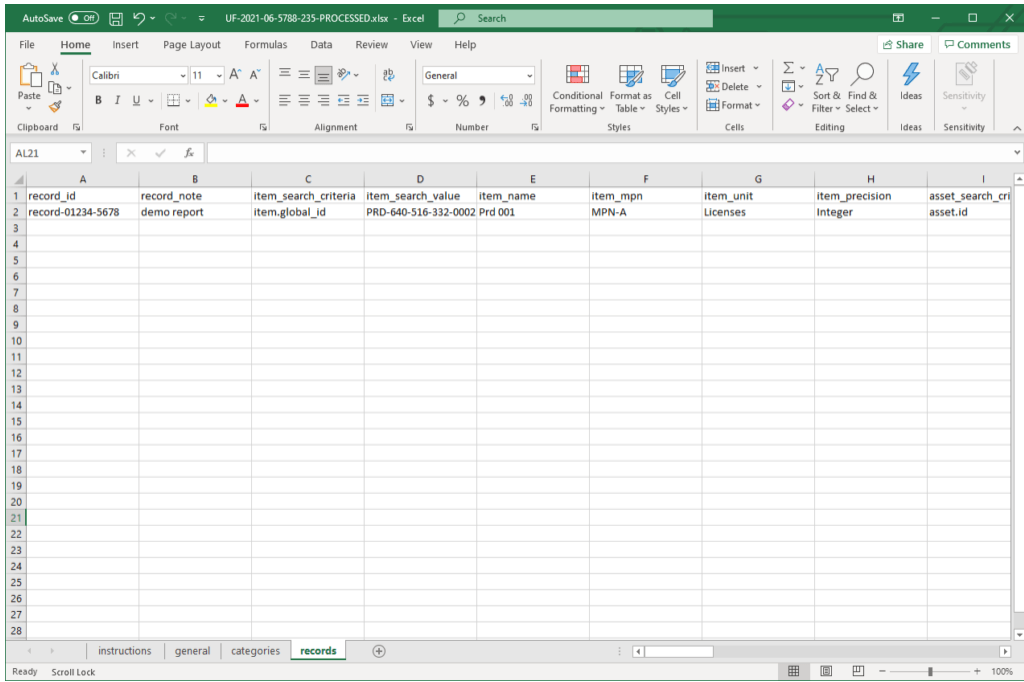 AutoSave Off UF-2021-06-5788-235-PROCESSED.xlsx - Excel Search
File Home Insert Page Layout Formulas Data Review View Help Share Comments
Paste
Clipboard
Calibri 11 A A
B I U A
Font
ab
Alignment
General
$ % 9
Number
Conditional Formatting
Format as Table
Cell Styles
Styles
Insert
Delete
Format
Cells
Sort & Filter
Find & Select
Editing
Ideas
Ideas
Sensitivity
Sensitivity
AL21 fx
A B C D E F G H I
1 record_id record_note item_search_criteria item_search_value item_name item_mpn item_unit item_precision asset_search_cri
2 record-01234-5678 demo report item.global_id PRD-640-516-332-0002 Prd 001 MPN-A Licenses Integer asset.id
3
4
5
6
7
8
9
10
11
12
13
14
15
16
17
18
19
20
21
22
23
24
25
26
27
28
instructions general categories records
Ready Scroll Lock 100%